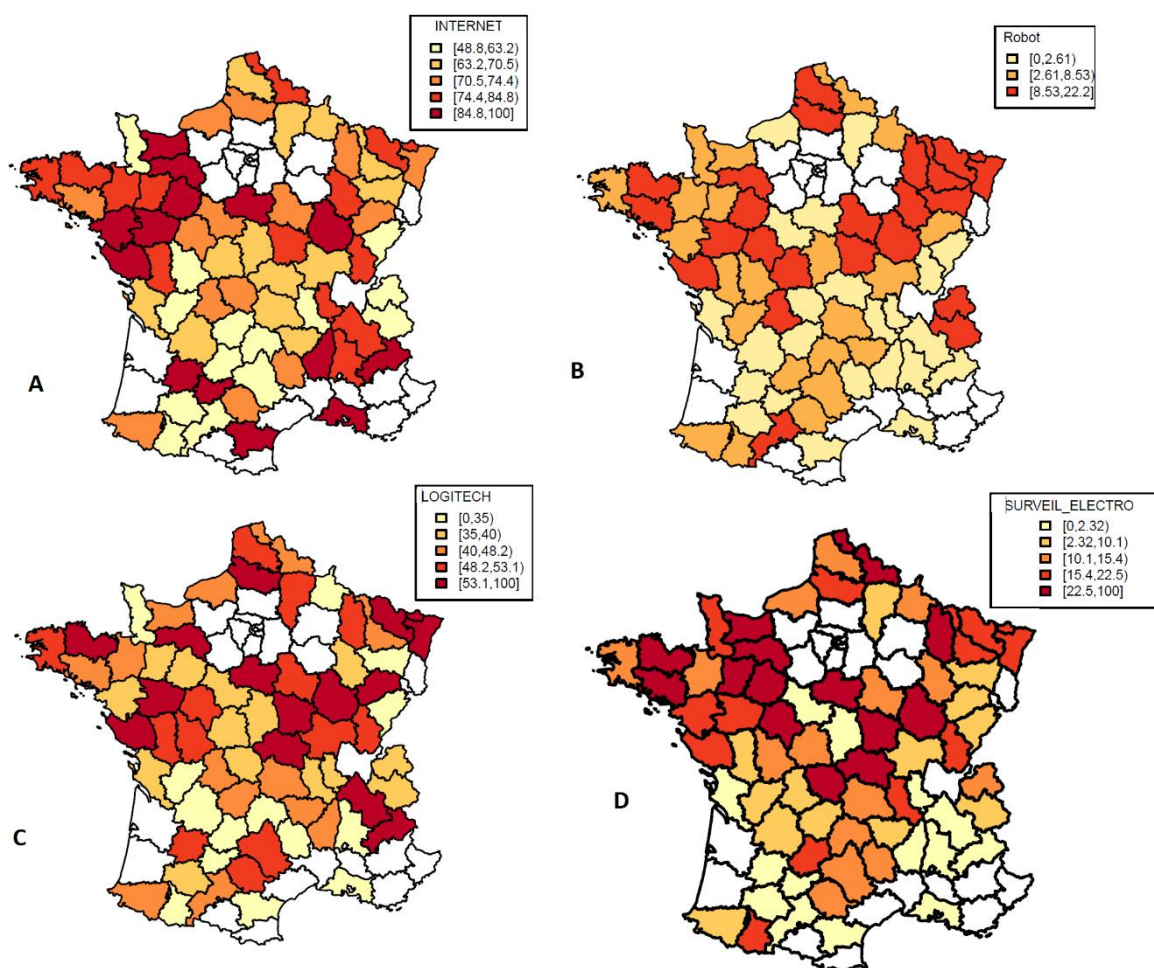 INTERNET
[48.8,63.2)
[63.2,70.5)
[70.5,74.4)
[74.4,84.8)
[84.8,100]
A
Robot
[0,2.61)
[2.61,8.53)
[8.53,22.2]
B
LOGITECH
[0,35)
[35,40)
[40,48.2)
[48.2,53.1)
[53.1,100]
C
SURVEIL_ELECTRO
[0,2.32)
[2.32,10.1)
[10.1,15.4)
[15.4,22.5)
[22.5,100]
D